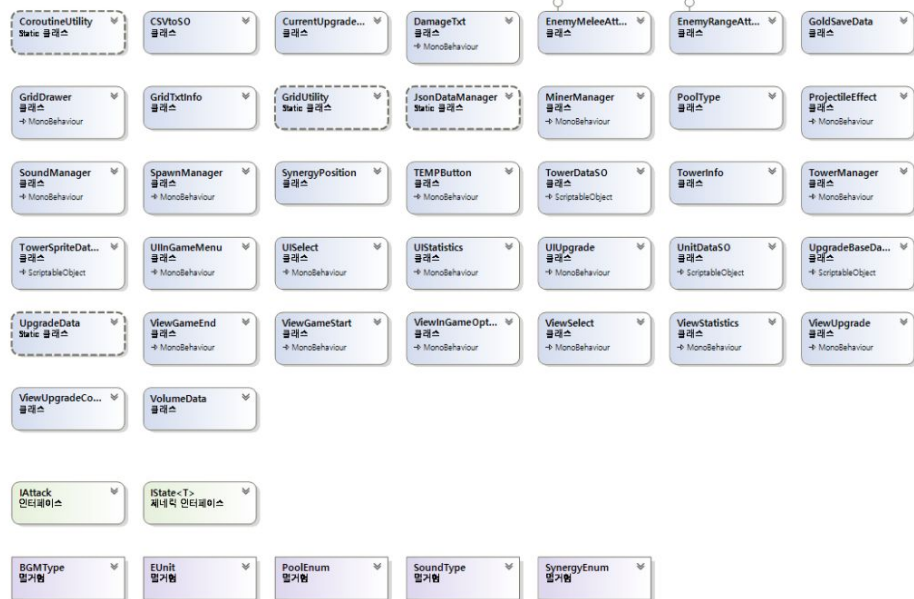 CoroutineUtility
Static 클래스
CSVtoSO
클래스
CurrentUpgrade...
클래스
DamageTxt
클래스
MonoBehaviour
EnemyMeleeAtt...
클래스
EnemyRangeAtt...
클래스
GoldSaveData
클래스
GridDrawer
클래스
MonoBehaviour
GridTxtInfo
클래스
GridUtility
Static 클래스
JsonDataManager
Static 클래스
MinerManager
클래스
MonoBehaviour
PoolType
클래스
ProjectileEffect
클래스
MonoBehaviour
SoundManager
클래스
MonoBehaviour
SpawnManager
클래스
MonoBehaviour
SynergyPosition
클래스
TEMPButton
클래스
MonoBehaviour
TowerDataSO
클래스
ScriptableObject
TowerInfo
클래스
TowerManager
클래스
MonoBehaviour
TowerSpriteDat...
클래스
ScriptableObject
UIInGameMenu
클래스
MonoBehaviour
UISelect
클래스
MonoBehaviour
UIStatistics
클래스
MonoBehaviour
UIUpgrade
클래스
MonoBehaviour
UnitDataSO
클래스
ScriptableObject
UpgradeBaseDa...
클래스
ScriptableObject
UpgradeData
Static 클래스
ViewGameEnd
클래스
MonoBehaviour
ViewGameStart
클래스
MonoBehaviour
ViewInGameOpt...
클래스
MonoBehaviour
ViewSelect
클래스
MonoBehaviour
ViewStatistics
클래스
MonoBehaviour
ViewUpgrade
클래스
MonoBehaviour
ViewUpgradeCo...
클래스
VolumeData
클래스
IAttack
인터페이스
IState<T>
제네릭 인터페이스
BGMType
열거형
EUnit
열거형
PoolEnum
열거형
SoundType
열거형
SynergyEnum
열거형